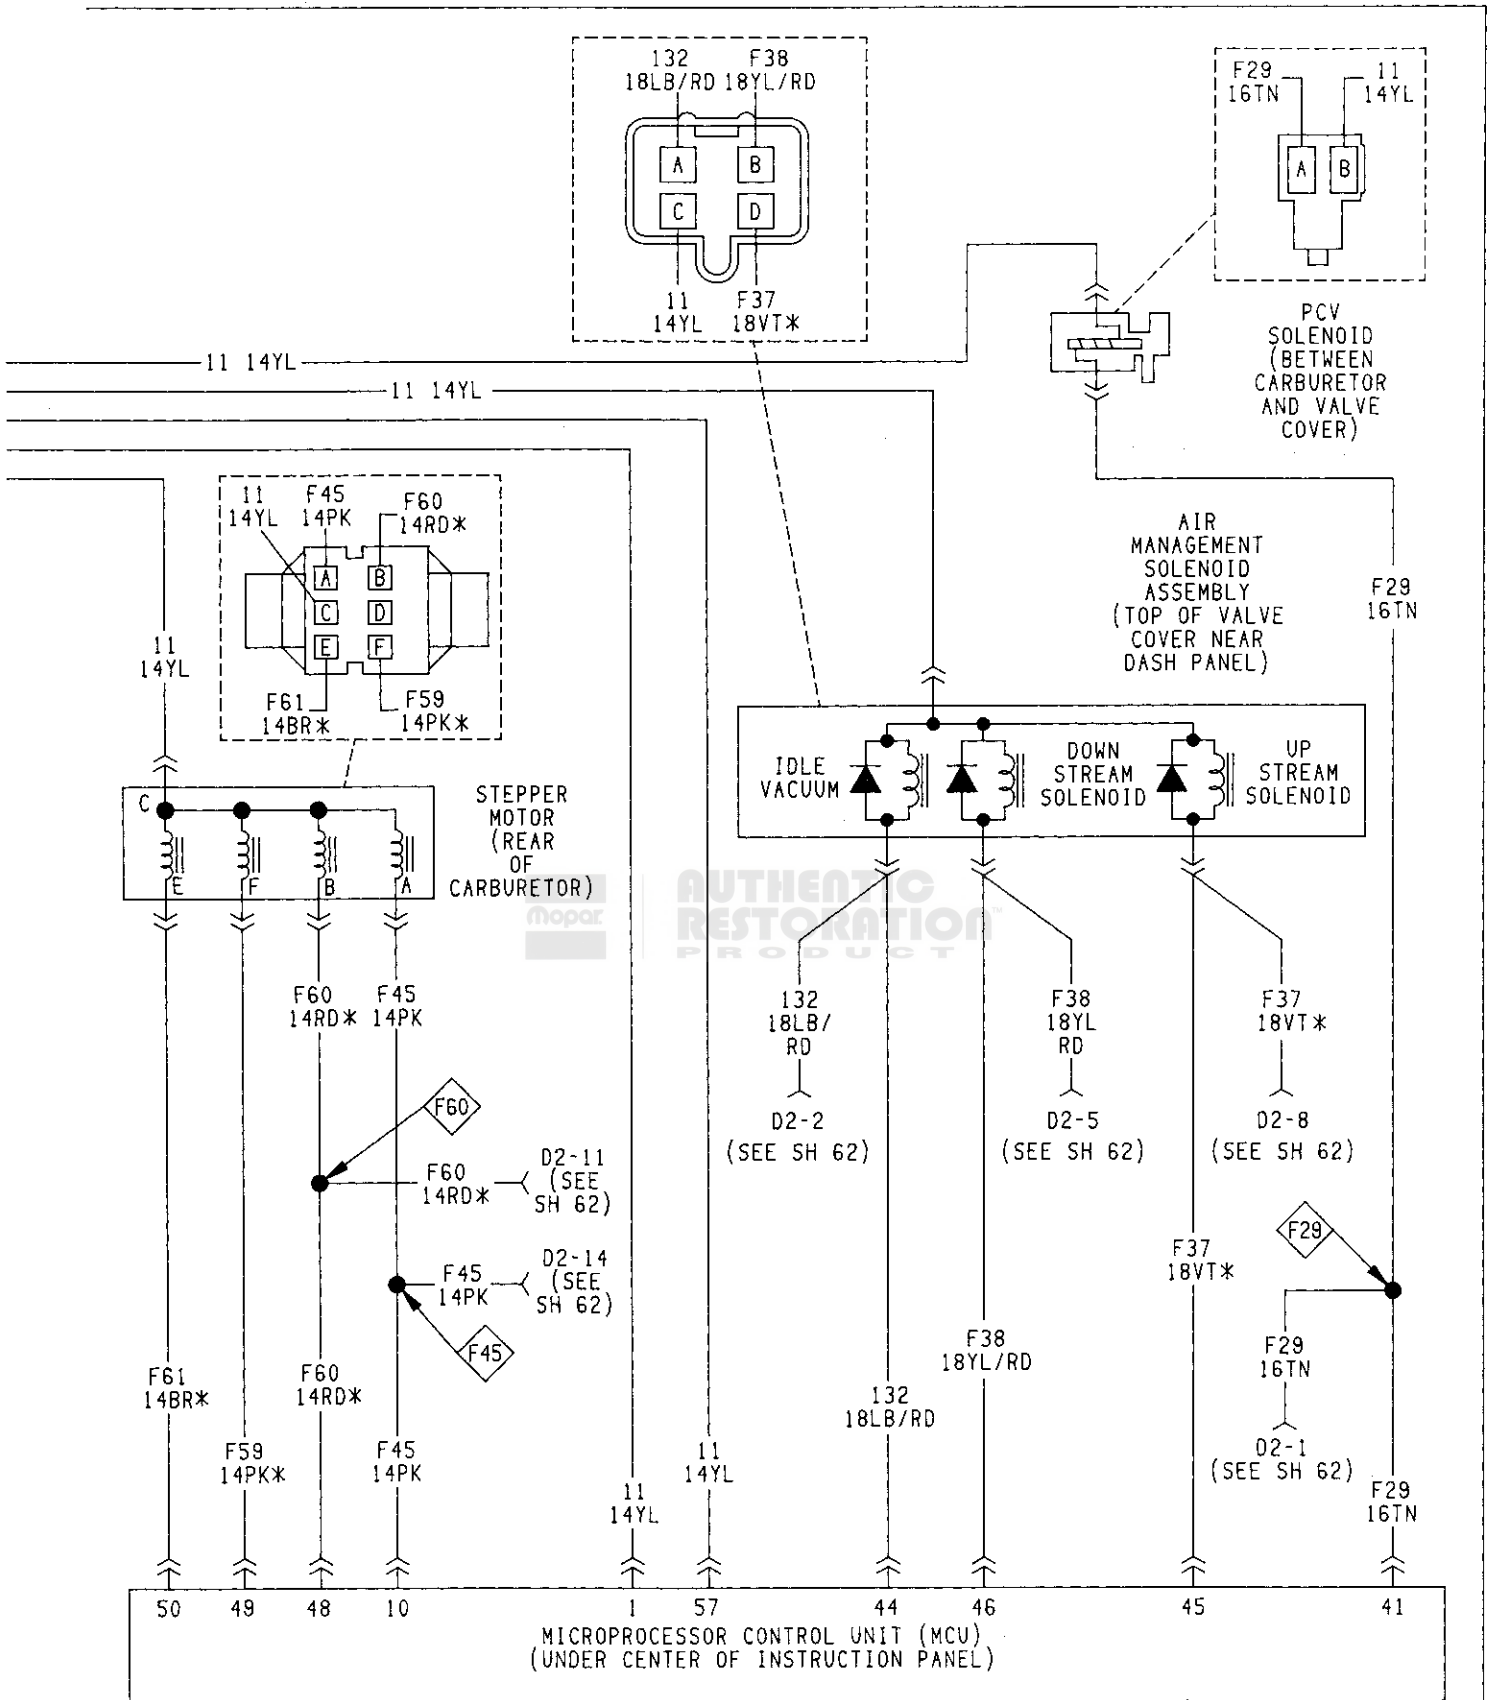 132
18LB/RD
F38
18YL/RD
A
B
C
D
11
14YL
F37
18VT*
F29
16TN
11
14YL
A
B
PCV
SOLENOID
(BETWEEN
CARBURETOR
AND VALVE
COVER)
11 14YL
11 14YL
11
14YL
F45
14PK
F60
14RD*
A
B
C
D
E
F
F61
14BR*
F59
14PK*
11
14YL
AIR
MANAGEMENT
SOLENOID
ASSEMBLY
(TOP OF VALVE
COVER NEAR
DASH PANEL)
F29
16TN
C
E
F
B
A
STEPPER
MOTOR
(REAR
OF
CARBURETOR)
IDLE
VACUUM
DOWN
STREAM
SOLENOID
UP
STREAM
SOLENOID
Mopar
AUTHENTIC
RESTORATION
PRODUCT
F60
14RD*
F45
14PK
132
18LB/
RD
D2-2
(SEE SH 62)
F38
18YL
RD
D2-5
(SEE SH 62)
F37
18VT*
D2-8
(SEE SH 62)
F60
F60
14RD*
D2-11
(SEE
SH 62)
F45
14PK
D2-14
(SEE
SH 62)
F45
F29
F37
18VT*
F29
16TN
D2-1
(SEE SH 62)
F38
18YL/RD
132
18LB/RD
F61
14BR*
F60
14RD*
F59
14PK*
F45
14PK
11
14YL
11
14YL
F29
16TN
50 49 48 10 1 57 44 46 45 41
MICROPROCESSOR CONTROL UNIT (MCU)
(UNDER CENTER OF INSTRUCTION PANEL)